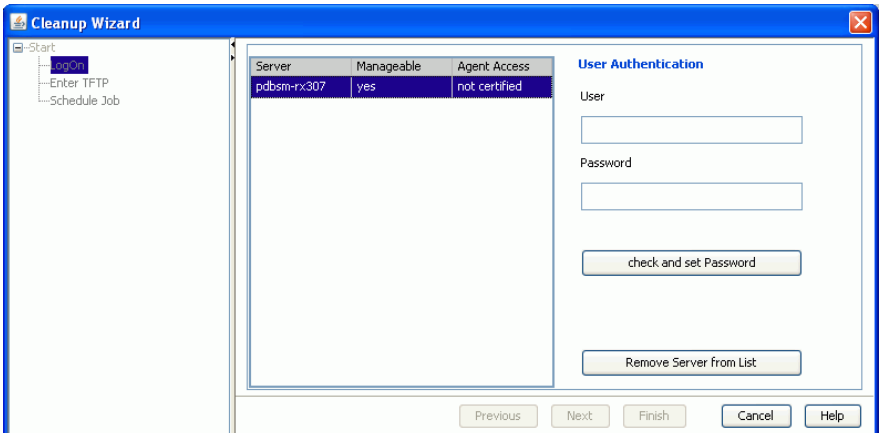 Cleanup Wizard
Start
LogOn
Enter TFTP
Schedule Job
Server Manageable Agent Access
pdbsm-rx307 yes not certified
User Authentication
User
Password
check and set Password
Remove Server from List
Previous Next Finish Cancel Help